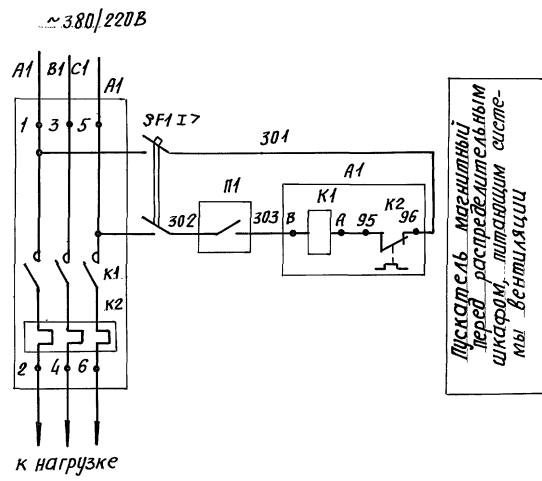 ~380/220В
А1 В1 С1
А1
1 3 5
SF1 I>
301
А1
П1
К1
К2
302
303
В
А
95
96
К1
К2
2 4 6
к нагрузке
Пускатель магнитный
перед распределительным
шкафом, питающим систе-
мы вентиляции